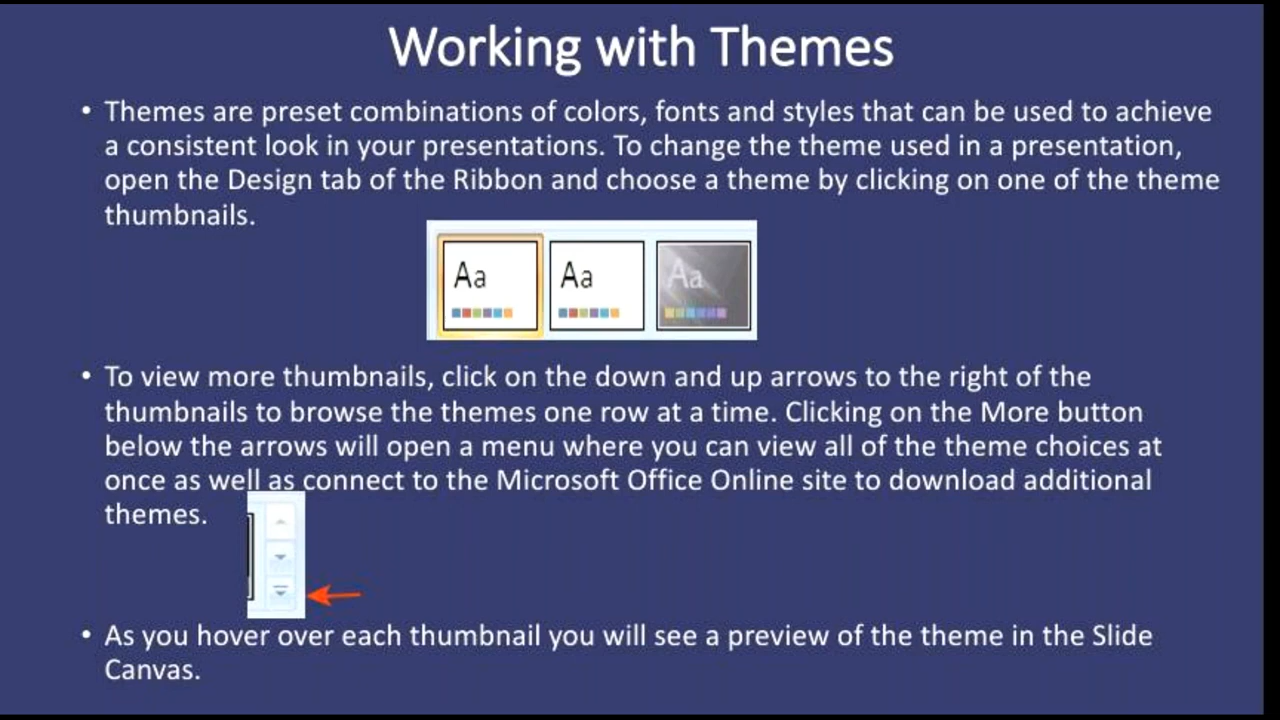 Working with Themes
• Themes are preset combinations of colors, fonts and styles that can be used to achieve
a consistent look in your presentations. To change the theme used in a presentation,
open the Design tab of the Ribbon and choose a theme by clicking on one of the theme
thumbnails.
Aa Aa Aa
• To view more thumbnails, click on the down and up arrows to the right of the
thumbnails to browse the themes one row at a time. Clicking on the More button
below the arrows will open a menu where you can view all of the theme choices at
once as well as connect to the Microsoft Office Online site to download additional
themes.
• As you hover over each thumbnail you will see a preview of the theme in the Slide
Canvas.